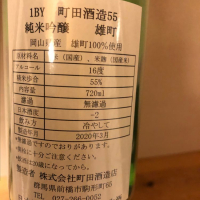 1BY 町田酒造55
純米吟醸 雄町
岡山県産 雄町100%使用
原材料名 米(国産)、米麹(国産米)
アルコール 16度
精米歩合 55%
内容量 720ml
濾過 無濾過
日本酒度 -2
飲み方 冷やして
製造年月 2020年3月
製造者 株式会社町田酒造店
群馬県前橋市駒形町65
TEL 027-266-0002